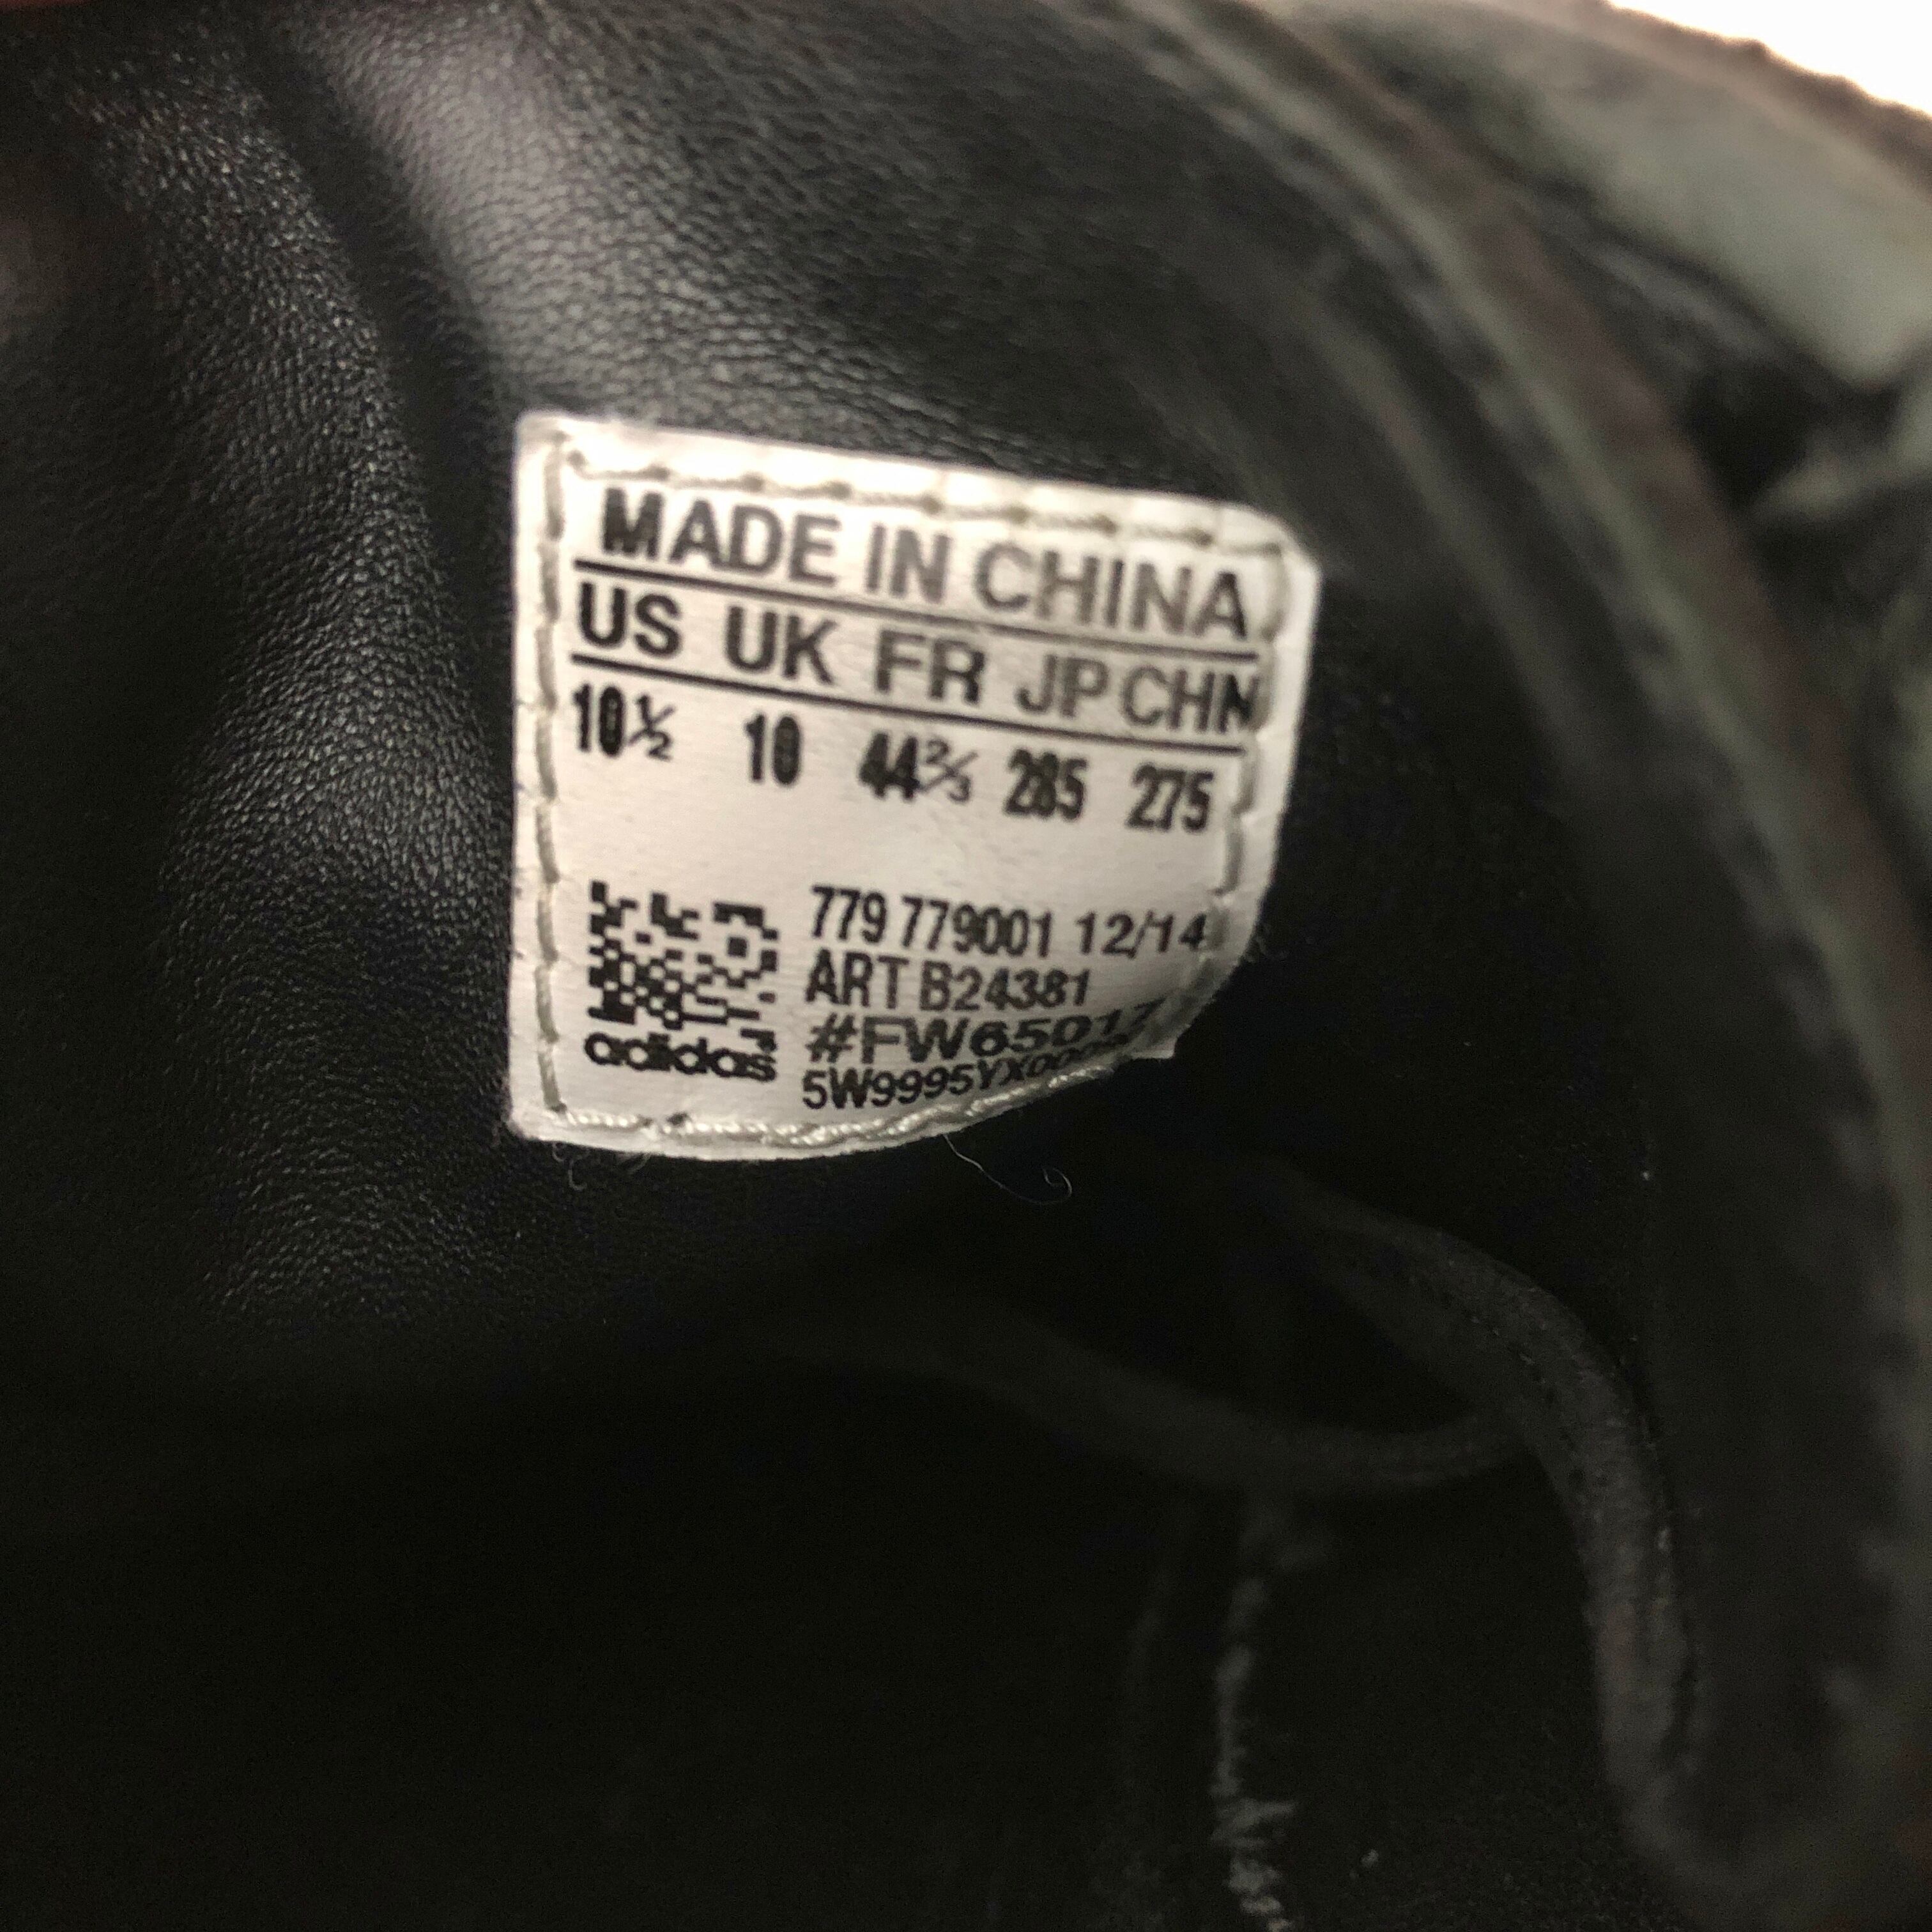 MADE IN CHINA
US UK FR JP CHN
10½ 10 44⅔ 285 275
779 779001 12/14
ART B24381
#FW65017
adidas